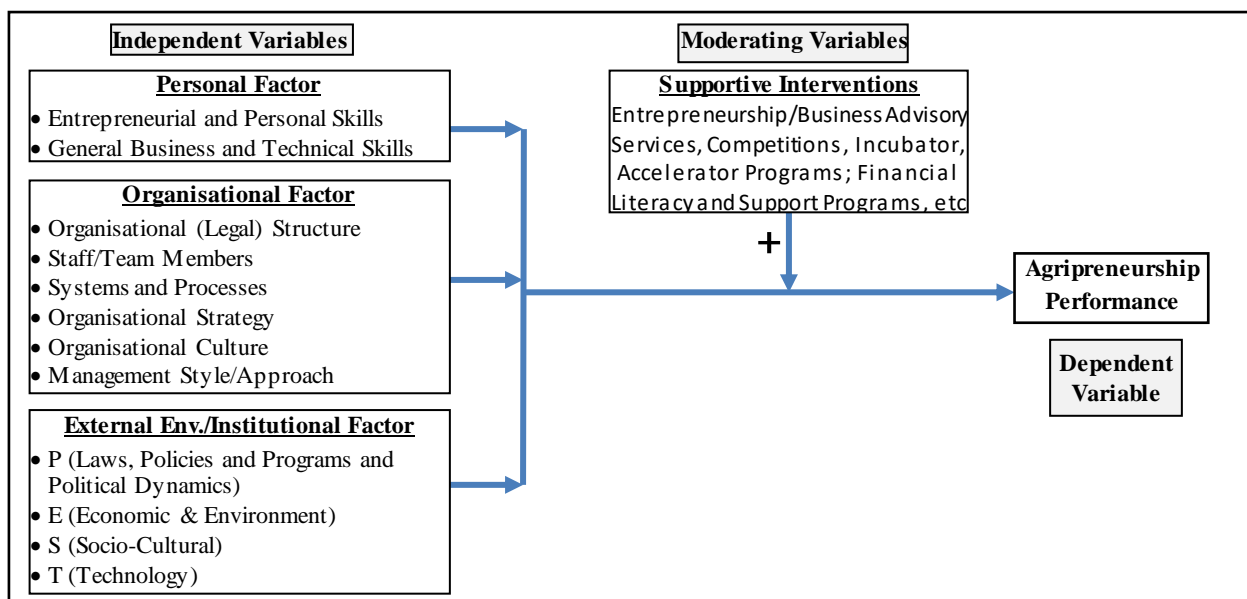 Independent Variables
Personal Factor
• Entrepreneurial and Personal Skills
• General Business and Technical Skills
Organisational Factor
• Organisational (Legal) Structure
• Staff/Team Members
• Systems and Processes
• Organisational Strategy
• Organisational Culture
• Management Style/Approach
External Env./Institutional Factor
• P (Laws, Policies and Programs and
Political Dynamics)
• E (Economic & Environment)
• S (Socio-Cultural)
• T (Technology)
Moderating Variables
Supportive Interventions
Entrepreneurship/Business Advisory
Services, Competitions, Incubator,
Accelerator Programs; Financial
Literacy and Support Programs, etc
+
Agripreneurship
Performance
Dependent
Variable